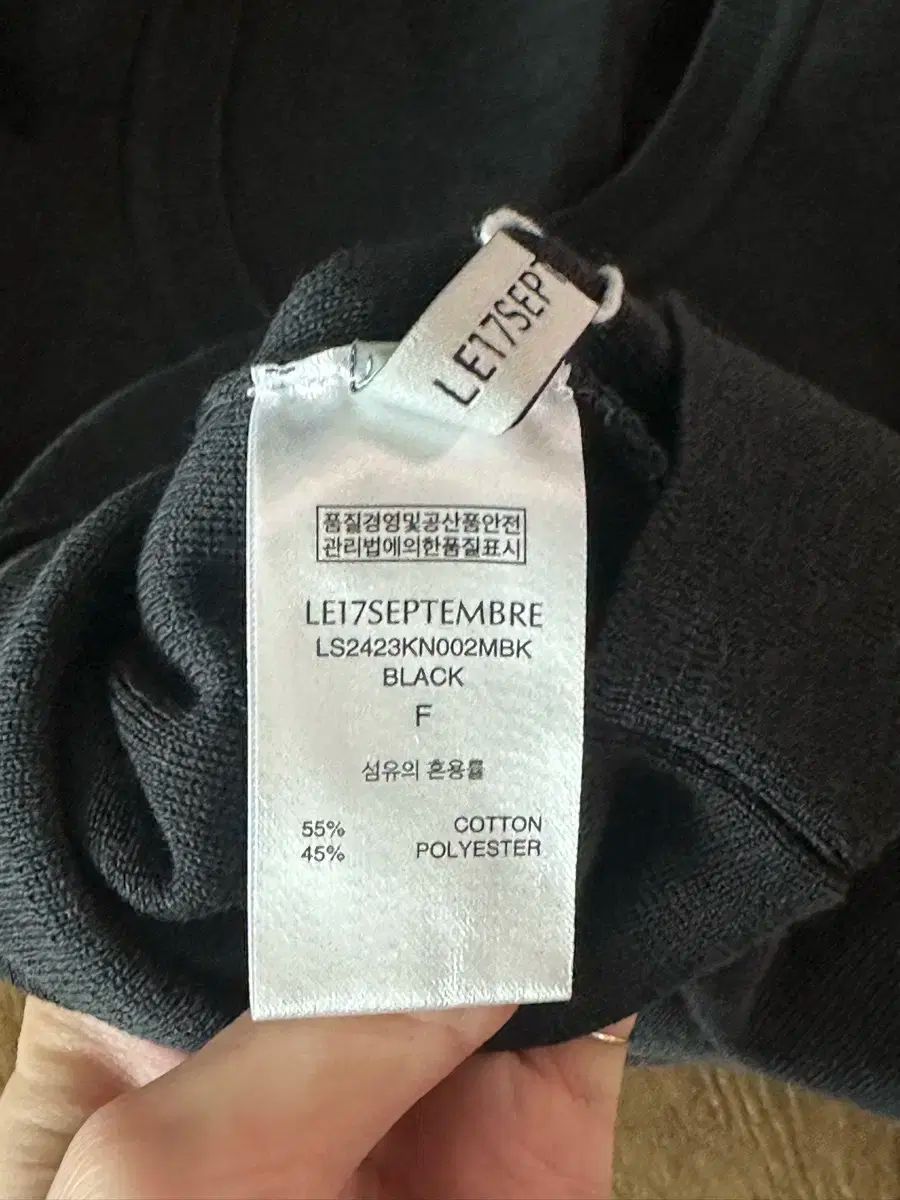 LE17SEPT
품질경영및공산품안전
관리법에의한품질표시
LE17SEPTEMBRE
LS2423KN002MBK
BLACK
F
섬유의 혼용률
55% COTTON
45% POLYESTER